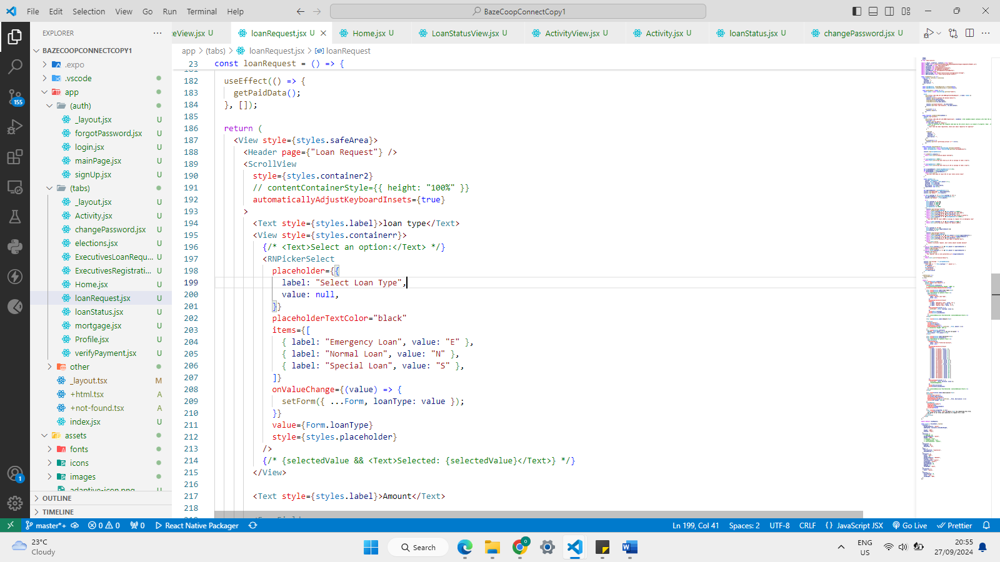 File Edit Selection View Go Run Terminal Help
BazeCoopConnectCopy1
EXPLORER
BAZECOOPCONNECTCOPY1
.expo
.vscode
app
(auth)
_layout.jsx U
forgotPassword.jsx U
login.jsx U
mainPage.jsx U
signUp.jsx U
(tabs)
_layout.jsx U
Activity.jsx U
changePassword.jsx U
elections.jsx U
ExecutivesLoanRequ... U
ExecutivesRegistrati... U
Home.jsx U
loanRequest.jsx U
loanStatus.jsx U
mortgage.jsx U
Profile.jsx U
verifyPayment.jsx U
other
_layout.tsx M
+html.tsx A
+not-found.tsx A
index.jsx U
assets
fonts
icons
images
adaptive-icon.png U
OUTLINE
TIMELINE
155
1
ceView.jsx U loanRequest.jsx U Home.jsx U LoanStatusView.jsx U ActivityView.jsx U Activity.jsx U loanStatus.jsx U changePassword.jsx U
app > (tabs) > loanRequest.jsx > loanRequest
23 const loanRequest = () => {
181
182 useEffect(() => {
183 getPaidData();
184 }, []);
185
186 return (
187 <View style={styles.safeArea}>
188 <Header page={"Loan Request"} />
189 <ScrollView
190 style={styles.container2}
191 // contentContainerStyle={{ height: "100%" }}
192 automaticallyAdjustKeyboardInsets={true}
193 >
194 <Text style={styles.label}>loan type</Text>
195 <View style={styles.containerr}>
196 {/* <Text>Select an option:</Text> */}
197 <RNPickerSelect
198 placeholder={{
199 label: "Select Loan Type",
200 value: null,
201 }}
202 placeholderTextColor="black"
203 items={[
204 { label: "Emergency Loan", value: "E" },
205 { label: "Normal Loan", value: "N" },
206 { label: "Special Loan", value: "S" },
207 ]}
208 onValueChange={(value) => {
209 setForm({ ...Form, loanType: value });
210 }}
211 value={Form.loanType}
212 style={styles.placeholder}
213 />
214 {/* {selectedValue && <Text>Selected: {selectedValue}</Text>} */}
215 </View>
216
217 <Text style={styles.label}>Amount</Text>
218
master*+ 0 0 0 React Native Packager Ln 199, Col 41 Spaces: 2 UTF-8 CRLF {} JavaScript JSX Go Live Prettier
23°C
Cloudy
Search
ENG
US
20:55
27/09/2024